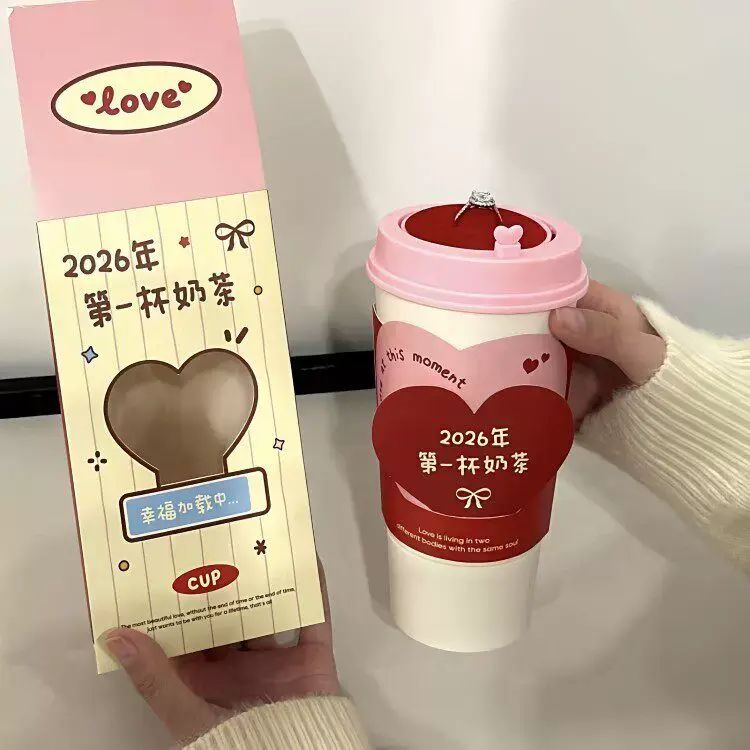 love
2026年
第一杯奶茶
幸福加载中...
CUP
The most beautiful love, without the end of time or the end of time,
just wants to be with you for a lifetime, that's all
at this moment
2026年
第一杯奶茶
Love is living in two
different bodies with the same soul